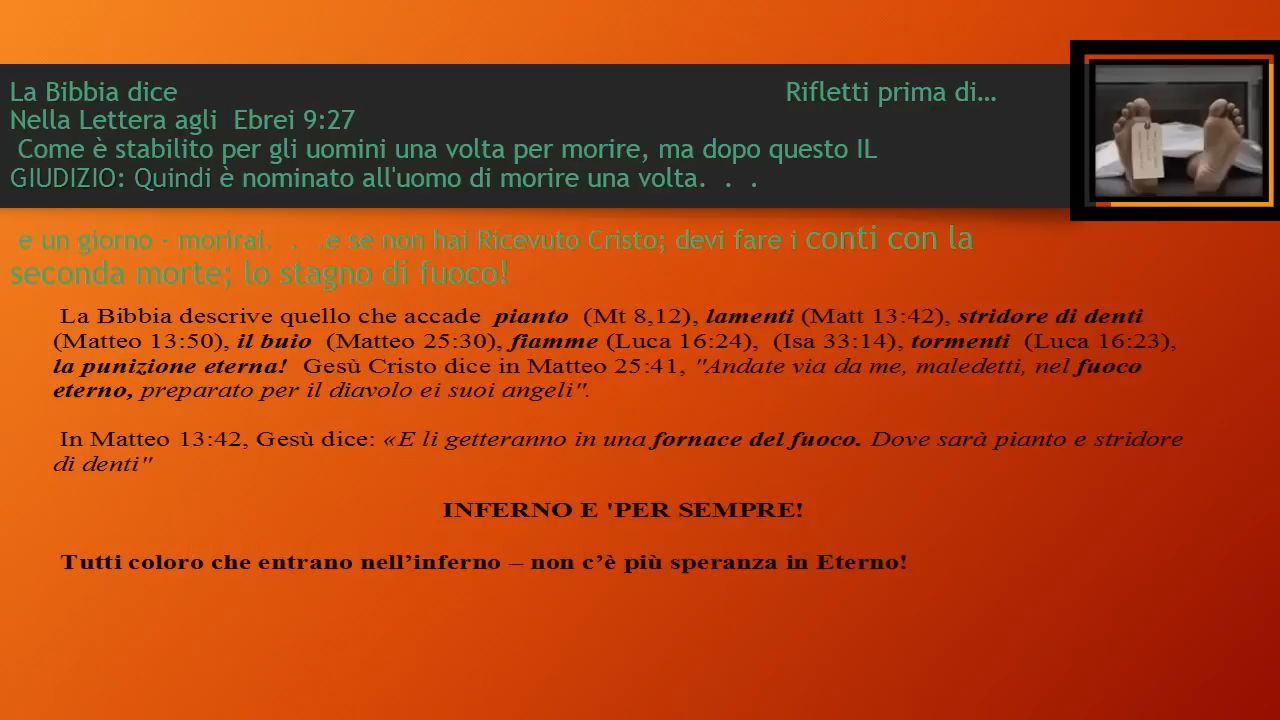 La Bibbia dice Rifletti prima di...
Nella Lettera agli Ebrei 9:27
Come è stabilito per gli uomini una volta per morire, ma dopo questo IL
GIUDIZIO: Quindi è nominato all'uomo di morire una volta. . .
e un giorno - morirai. . .e se non hai Ricevuto Cristo; devi fare i conti con la
seconda morte; lo stagno di fuoco!
La Bibbia descrive quello che accade pianto (Mt 8,12), lamenti (Matt 13:42), stridore di denti
(Matteo 13:50), il buio (Matteo 25:30), fiamme (Luca 16:24), (Isa 33:14), tormenti (Luca 16:23),
la punizione eterna! Gesù Cristo dice in Matteo 25:41, "Andate via da me, maledetti, nel fuoco
eterno, preparato per il diavolo ei suoi angeli".
In Matteo 13:42, Gesù dice: «E li getteranno in una fornace del fuoco. Dove sarà pianto e stridore
di denti"
INFERNO E 'PER SEMPRE!
Tutti coloro che entrano nell’inferno – non c’è più speranza in Eterno!